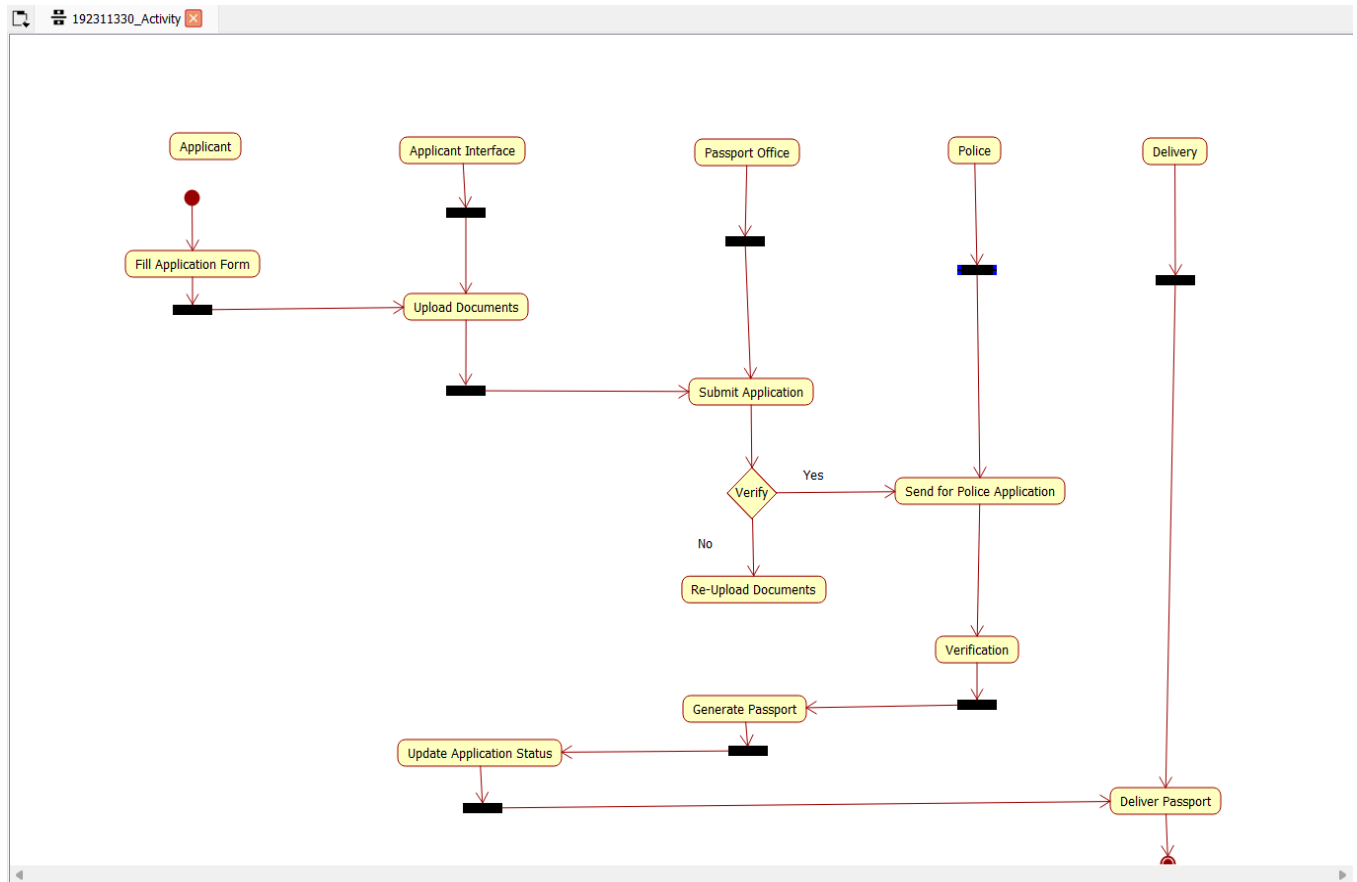 192311330_Activity
Applicant
Applicant Interface
Passport Office
Police
Delivery
Fill Application Form
Upload Documents
Submit Application
Verify
Yes
Send for Police Application
No
Re-Upload Documents
Verification
Generate Passport
Update Application Status
Deliver Passport